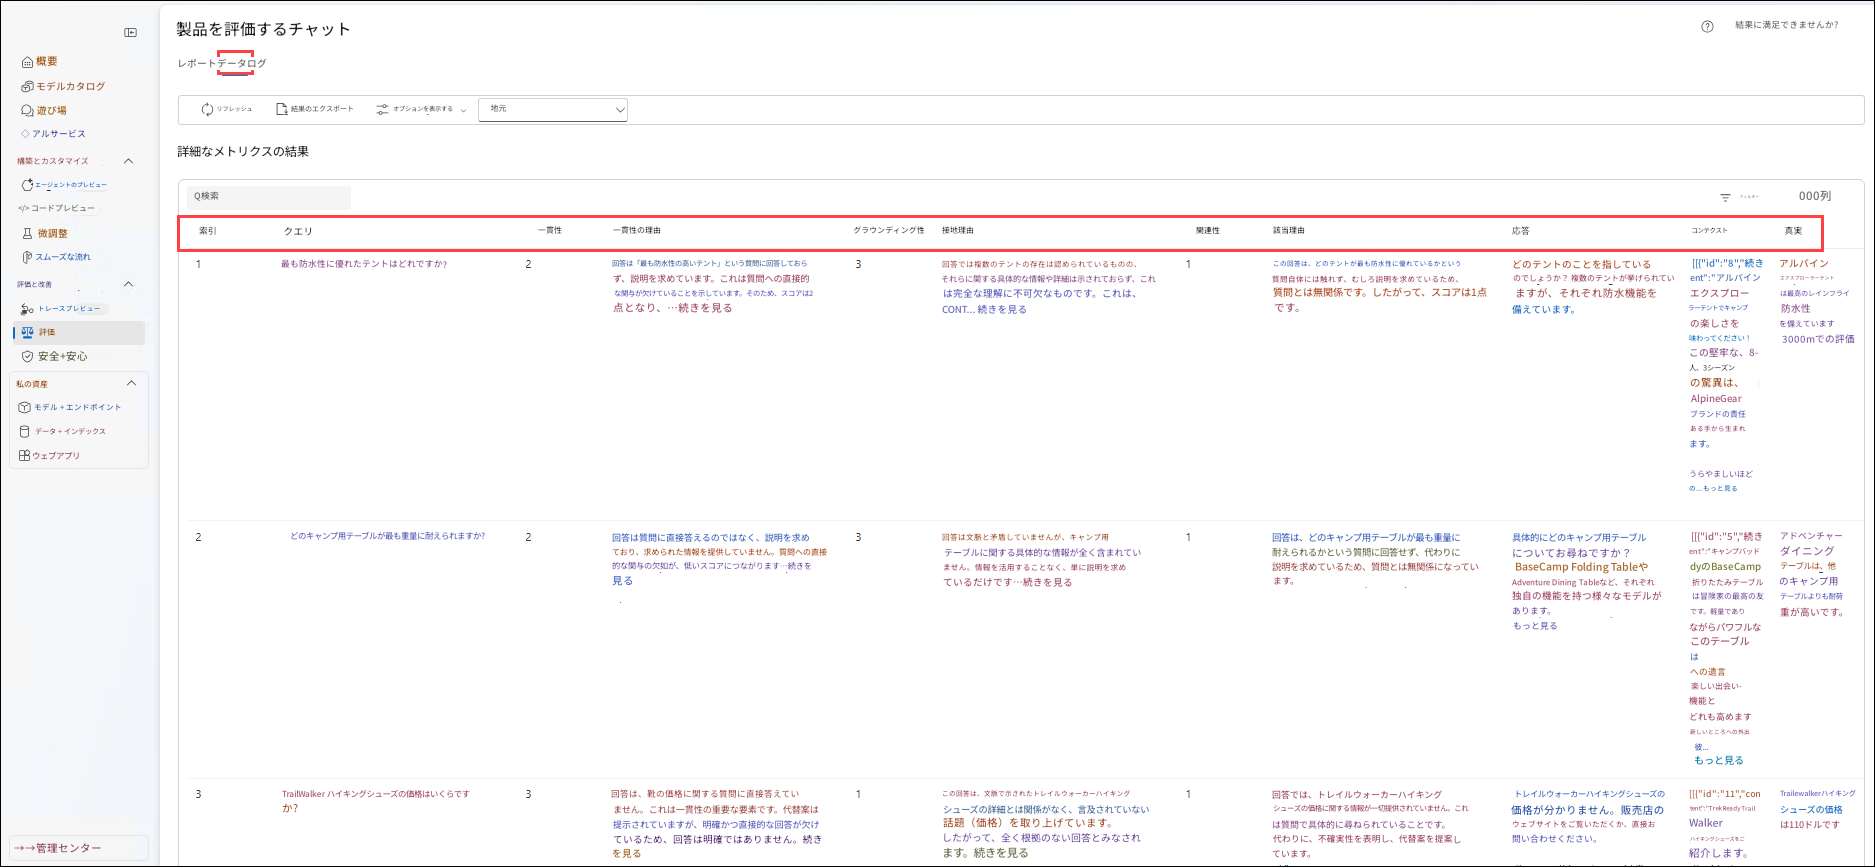 製品を評価するチャット
結果に満足できませんか?
レポートデータログ
概要
モデルカタログ
遊び場
アルサービス
構築とカスタマイズ
エージェントのプレビュー
</> コードプレビュー
微調整
スムーズな流れ
評価と改善
トレースプレビュー
評価
安全+安心
私の資産
モデル + エンドポイント
データ + インデックス
ウェブアプリ
→→管理センター
リフレッシュ
結果のエクスポート
オプションを表示する
地元
詳細なメトリクスの結果
Q検索
フィルター
000列
索引
クエリ
一貫性
一貫性の理由
グラウンディング性
接地理由
関連性
該当理由
応答
コンテクスト
真実
1
最も防水性に優れたテントはどれですか?
2
回答は「最も防水性の高いテント」という質問に回答しておら
ず、説明を求めています。これは質問への直接的
な関与が欠けていることを示しています。そのため、スコアは2
点となり、…続きを見る
3
回答では複数のテントの存在は認められているものの、
それらに関する具体的な情報や詳細は示されておらず、これ
は完全な理解に不可欠なものです。これは、
CONT... 続きを見る
1
この回答は、どのテントが最も防水性に優れているかという
質問自体には触れず、むしろ説明を求めているため、
質問とは無関係です。したがって、スコアは1点
です。
どのテントのことを指している
のでしょうか? 複数のテントが挙げられてい
ますが、それぞれ防水機能を
備えています。
[[{"id":"8","続き
ent":"アルパイン
エクスプロー
ラーテントでキャンプ
の楽しさを
味わってください！
この堅牢な、8-
人、3シーズン
の驚異は、
AlpineGear
ブランドの責任
ある手から生まれ
ます。
うらやましいほど
の...もっと見る
アルパイン
エクスプローラーテント
は最高のレインフライ
防水性
を備えています
3000mでの評価
2
どのキャンプ用テーブルが最も重量に耐えられますか?
2
回答は質問に直接答えるのではなく、説明を求め
ており、求められた情報を提供していません。質問への直接
的な関与の欠如が、低いスコアにつながります…続きを
見る
3
回答は文脈と矛盾していませんが、キャンプ用
テーブルに関する具体的な情報が全く含まれてい
ません。情報を活用することなく、単に説明を求め
ているだけです…続きを見る
1
回答は、どのキャンプ用テーブルが最も重量に
耐えられるかという質問に回答せず、代わりに
説明を求めているため、質問とは無関係になってい
ます。
具体的にどのキャンプ用テーブル
についてお尋ねですか？
BaseCamp Folding Tableや
Adventure Dining Tableなど、それぞれ
独自の機能を持つ様々なモデルが
あります。
もっと見る
[[{"id":"5","続き
ent":"キャンプバッド
dyのBaseCamp
折りたたみテーブル
は冒険家の最高の友
です。軽量であり
ながらパワフルな
このテーブル
は
への遺言
楽しい出会い-
機能と
どれも高めます
新しいところへの外出
彼...
もっと見る
アドベンチャー
ダイニング
テーブルは、他
のキャンプ用
テーブルよりも耐荷
重が高いです。
3
TrailWalker ハイキングシューズの価格はいくらです
か?
3
回答は、靴の価格に関する質問に直接答えてい
ません。これは一貫性の重要な要素です。代替案は
提示されていますが、明確かつ直接的な回答が欠け
ているため、回答は明確ではありません。続き
を見る
1
この回答は、文脈で示されたトレイルウォーカーハイキング
シューズの詳細とは関係がなく、言及されていない
話題（価格）を取り上げています。
したがって、全く根拠のない回答とみなされ
ます。続きを見る
1
回答では、トレイルウォーカーハイキング
シューズの価格に関する情報が一切提供されていません。これ
は質問で具体的に尋ねられていることです。
代わりに、不確実性を表明し、代替案を提案し
ています。
トレイルウォーカーハイキングシューズの
価格が分かりません。販売店の
ウェブサイトをご覧いただくか、直接お
問い合わせください。
[[{"id":"11","con
tent":"TrekReady Trail
Walker
ハイキングシューズをご
紹介します。
Trailewalkerハイキング
シューズの価格
は110ドルです